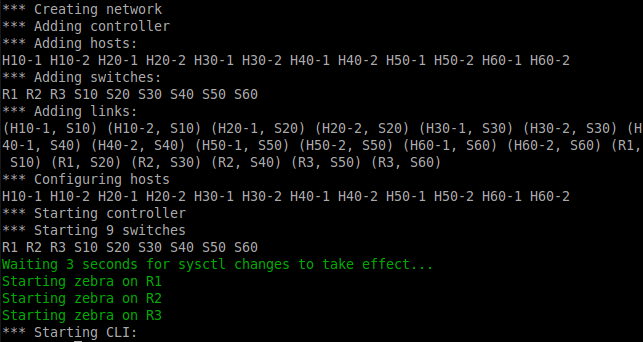 *** Creating network
*** Adding controller
*** Adding hosts:
H10-1 H10-2 H20-1 H20-2 H30-1 H30-2 H40-1 H40-2 H50-1 H50-2 H60-1 H60-2
*** Adding switches:
R1 R2 R3 S10 S20 S30 S40 S50 S60
*** Adding links:
(H10-1, S10) (H10-2, S10) (H20-1, S20) (H20-2, S20) (H30-1, S30) (H30-2, S30) (H
40-1, S40) (H40-2, S40) (H50-1, S50) (H50-2, S50) (H60-1, S60) (H60-2, S60) (R1,
 S10) (R1, S20) (R2, S30) (R2, S40) (R3, S50) (R3, S60)
*** Configuring hosts
H10-1 H10-2 H20-1 H20-2 H30-1 H30-2 H40-1 H40-2 H50-1 H50-2 H60-1 H60-2
*** Starting controller
*** Starting 9 switches
R1 R2 R3 S10 S20 S30 S40 S50 S60
Waiting 3 seconds for sysctl changes to take effect...
Starting zebra on R1
Starting zebra on R2
Starting zebra on R3
*** Starting CLI: